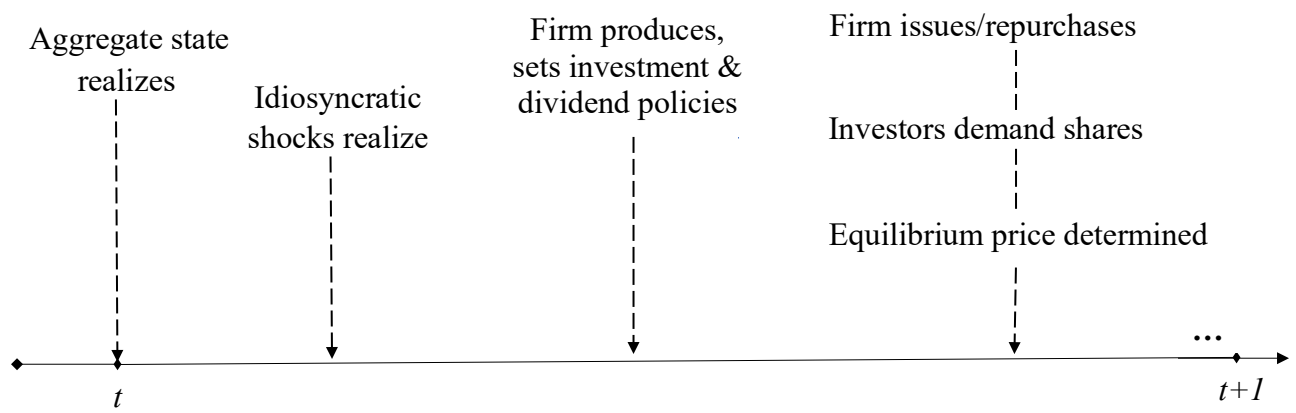 Aggregate state
realizes
Idiosyncratic
shocks realize
Firm produces,
sets investment &
dividend policies
Firm issues/repurchases
Investors demand shares
Equilibrium price determined
...
t
t+1